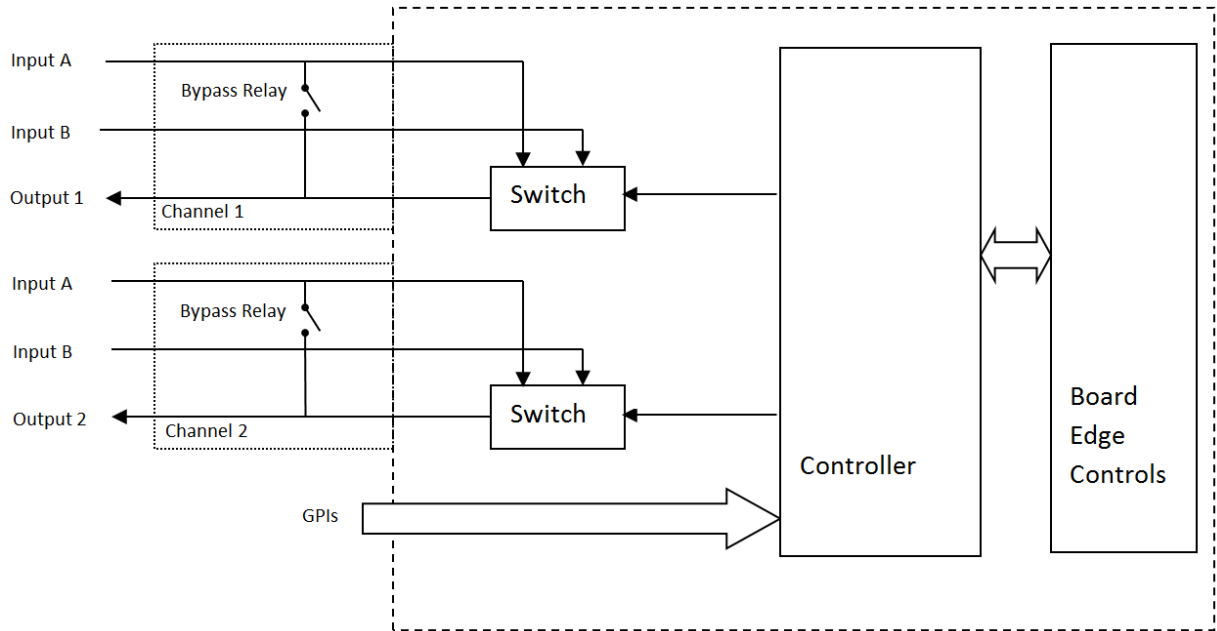 Input A
Bypass Relay
Input B
Switch
Output 1
Channel 1
Input A
Bypass Relay
Input B
Switch
Output 2
Channel 2
GPIs
Controller
Board
Edge
Controls